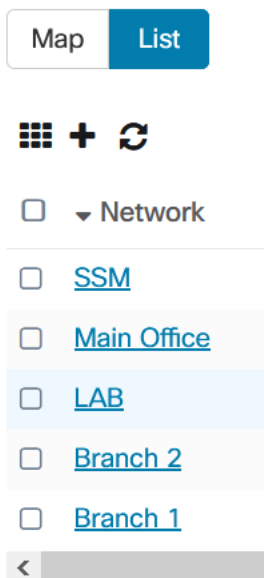 Map List
Network
SSM
Main Office
LAB
Branch 2
Branch 1